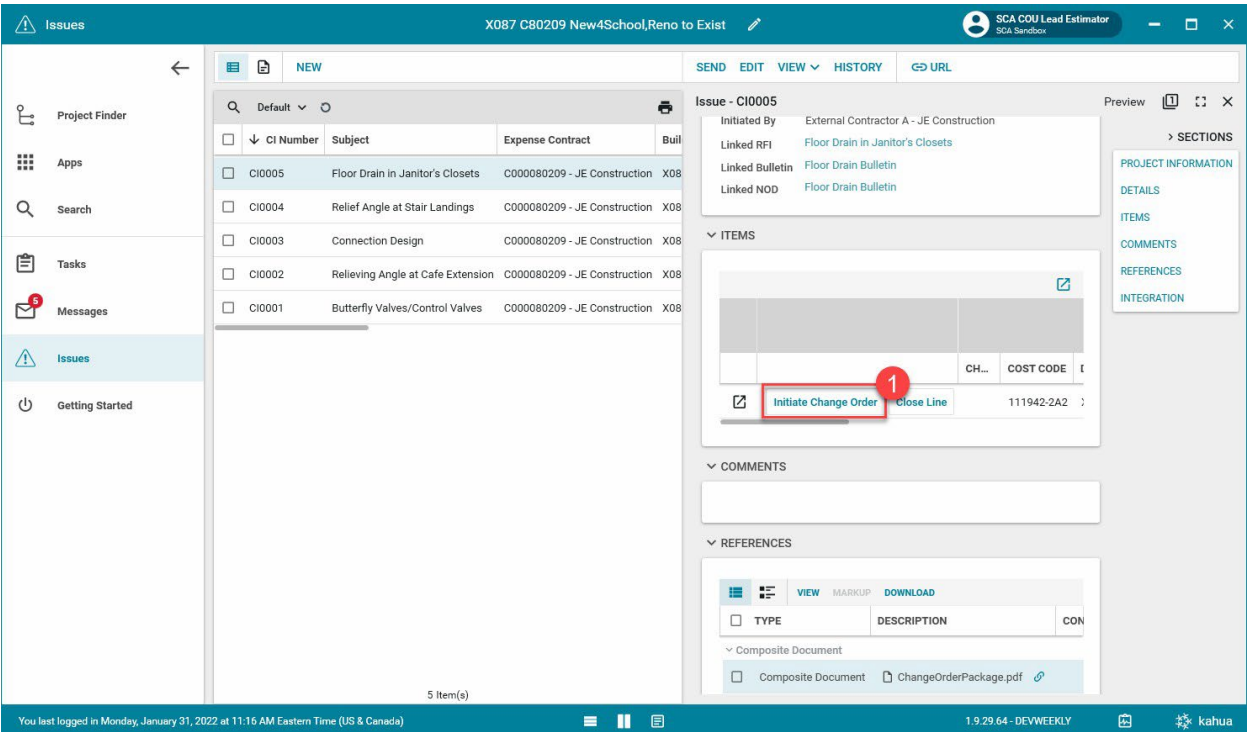 Issues
X087 C80209 New4School,Reno to Exist
SCA COU Lead Estimator
SCA Sandbox
NEW
SEND EDIT VIEW HISTORY URL
Project Finder
Apps
Search
Tasks
5
Messages
Issues
Getting Started
Default
CI Number Subject Expense Contract Buil
CI0005 Floor Drain in Janitor's Closets C000080209 - JE Construction X08
CI0004 Relief Angle at Stair Landings C000080209 - JE Construction X08
CI0003 Connection Design C000080209 - JE Construction X08
CI0002 Relieving Angle at Cafe Extension C000080209 - JE Construction X08
CI0001 Butterfly Valves/Control Valves C000080209 - JE Construction X08
5 Item(s)
Issue - CI0005
Preview 1
Initiated By External Contractor A - JE Construction
Linked RFI Floor Drain in Janitor's Closets
Linked Bulletin Floor Drain Bulletin
Linked NOD Floor Drain Bulletin
SECTIONS
PROJECT INFORMATION
DETAILS
ITEMS
COMMENTS
REFERENCES
INTEGRATION
ITEMS
CH... COST CODE
1
Initiate Change Order Close Line 111942-2A2
COMMENTS
REFERENCES
VIEW MARKUP DOWNLOAD
TYPE DESCRIPTION CON
Composite Document
Composite Document ChangeOrderPackage.pdf
You last logged in Monday, January 31, 2022 at 11:16 AM Eastern Time (US & Canada)
1.9.29.64 - DEVWEEKLY
kahua